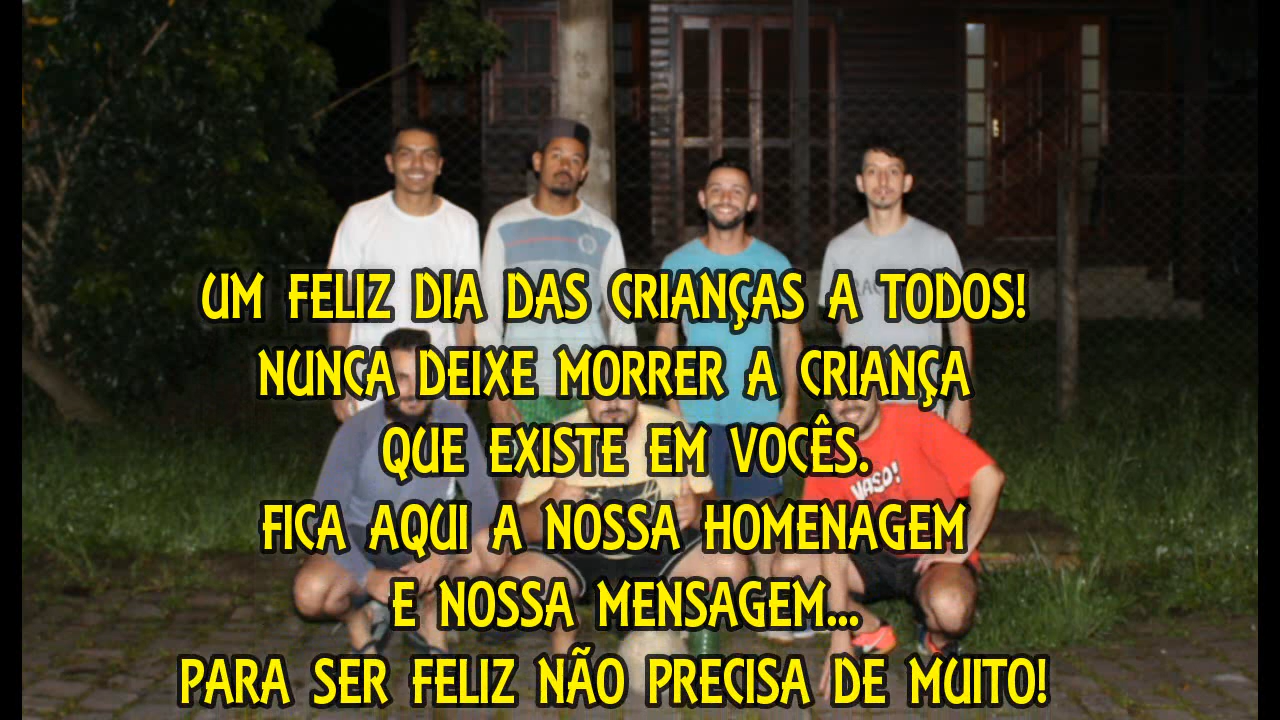 UM FELIZ DIA DAS CRIANÇAS A TODOS!
NUNCA DEIXE MORRER A CRIANÇA
QUE EXISTE EM VOCÊS.
FICA AQUI A NOSSA HOMENAGEM
E NOSSA MENSAGEM...
PARA SER FELIZ NÃO PRECISA DE MUITO!
VASO!